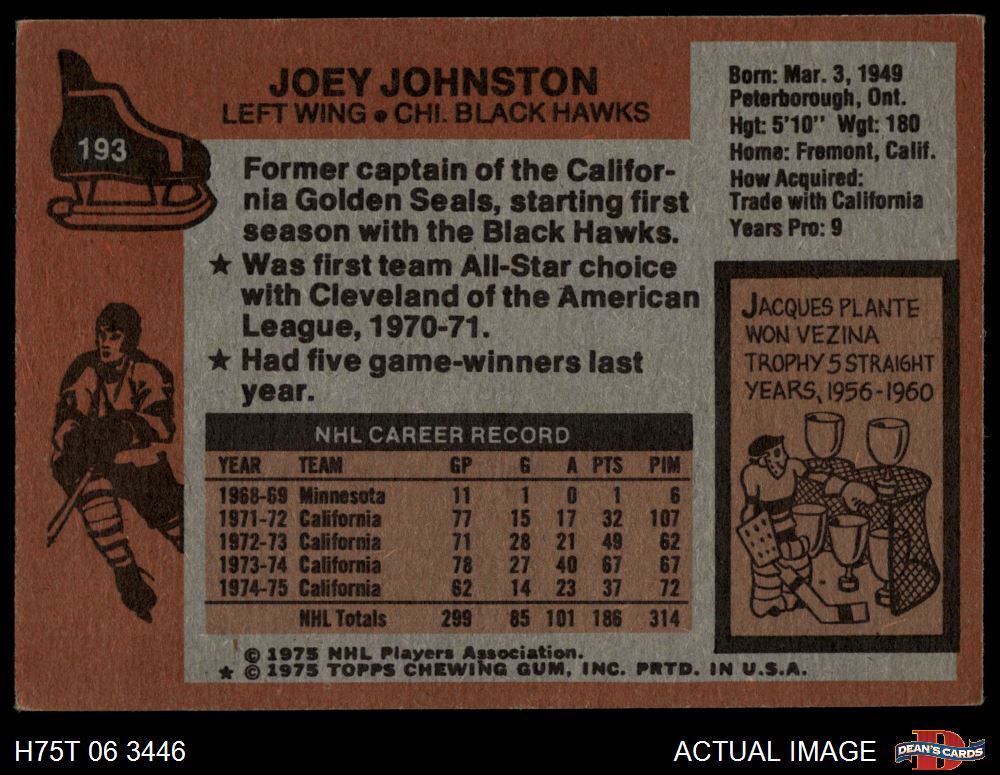 193
JOEY JOHNSTON
LEFT WING • CHI. BLACK HAWKS
Born: Mar. 3, 1949
Peterborough, Ont.
Hgt: 5'10" Wgt: 180
Home: Fremont, Calif.
How Acquired:
Trade with California
Years Pro: 9
Former captain of the Califor-
nia Golden Seals, starting first
season with the Black Hawks.
★ Was first team All-Star choice
with Cleveland of the American
League, 1970-71.
★ Had five game-winners last
year.
NHL CAREER RECORD
YEAR TEAM GP G A PTS PIM
1968-69 Minnesota 11 1 0 1 6
1971-72 California 77 15 17 32 107
1972-73 California 71 28 21 49 62
1973-74 California 78 27 40 67 67
1974-75 California 62 14 23 37 72
NHL Totals 299 85 101 186 314
© 1975 NHL Players Association.
★ © 1975 TOPPS CHEWING GUM, INC. PRTD. IN U.S.A.
JACQUES PLANTE
WON VEZINA
TROPHY 5 STRAIGHT
YEARS, 1956-1960
H75T 06 3446
ACTUAL IMAGE
D
DEAN'S CARDS